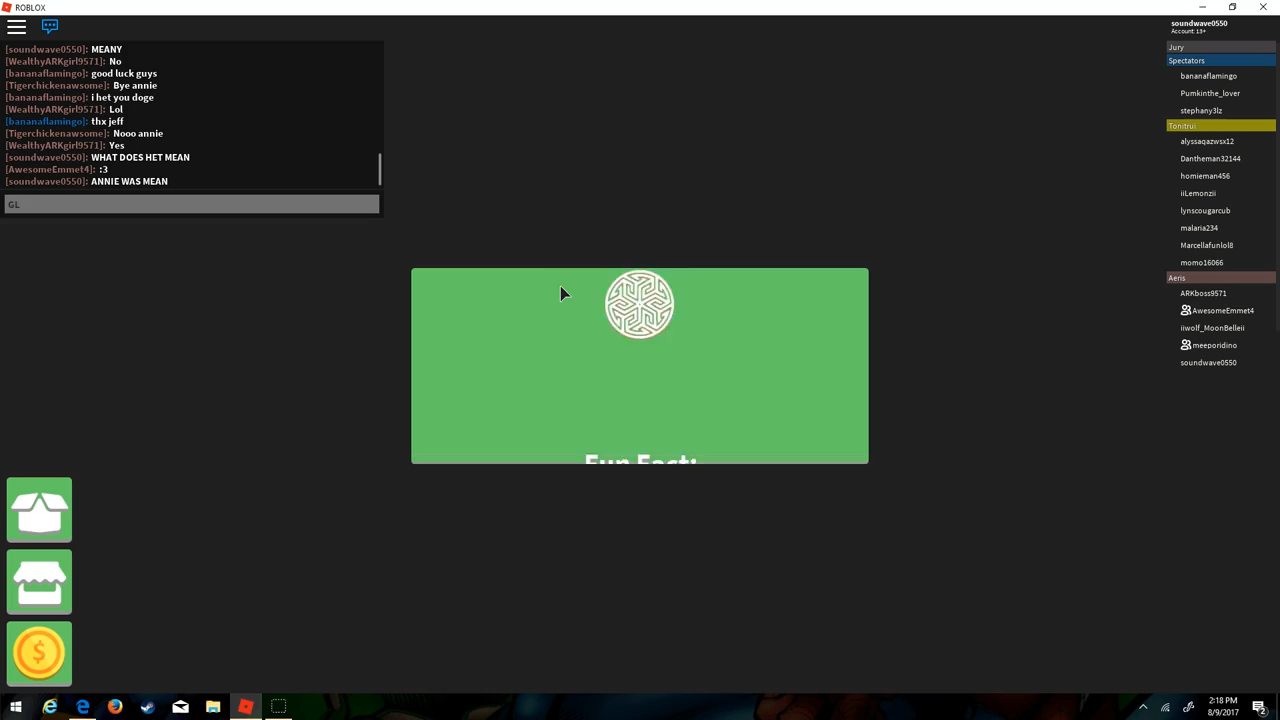 ROBLOX
[soundwave0550]: MEANY
[WealthyARKgirl9571]: No
[bananaflamingo]: good luck guys
[Tigerchickenawsome]: Bye annie
[bananaflamingo]: i het you doge
[WealthyARKgirl9571]: Lol
[bananaflamingo]: thx jeff
[Tigerchickenawsome]: Nooo annie
[WealthyARKgirl9571]: Yes
[soundwave0550]: WHAT DOES HET MEAN
[AwesomeEmmet4]: :3
[soundwave0550]: ANNIE WAS MEAN
GL
Fun Fact:
soundwave0550
Account: 13+
Jury
Spectators
bananaflamingo
Pumkinthe_lover
stephany3lz
Tonitrui
alyssaqazwsx12
Dantheman32144
homieman456
iiLemonzii
lynscougarcub
malaria234
Marcellafunlol8
momo16066
Aeris
ARKboss9571
AwesomeEmmet4
iiwolf_MoonBelleii
meeporidino
soundwave0550
2:18 PM
8/9/2017
2